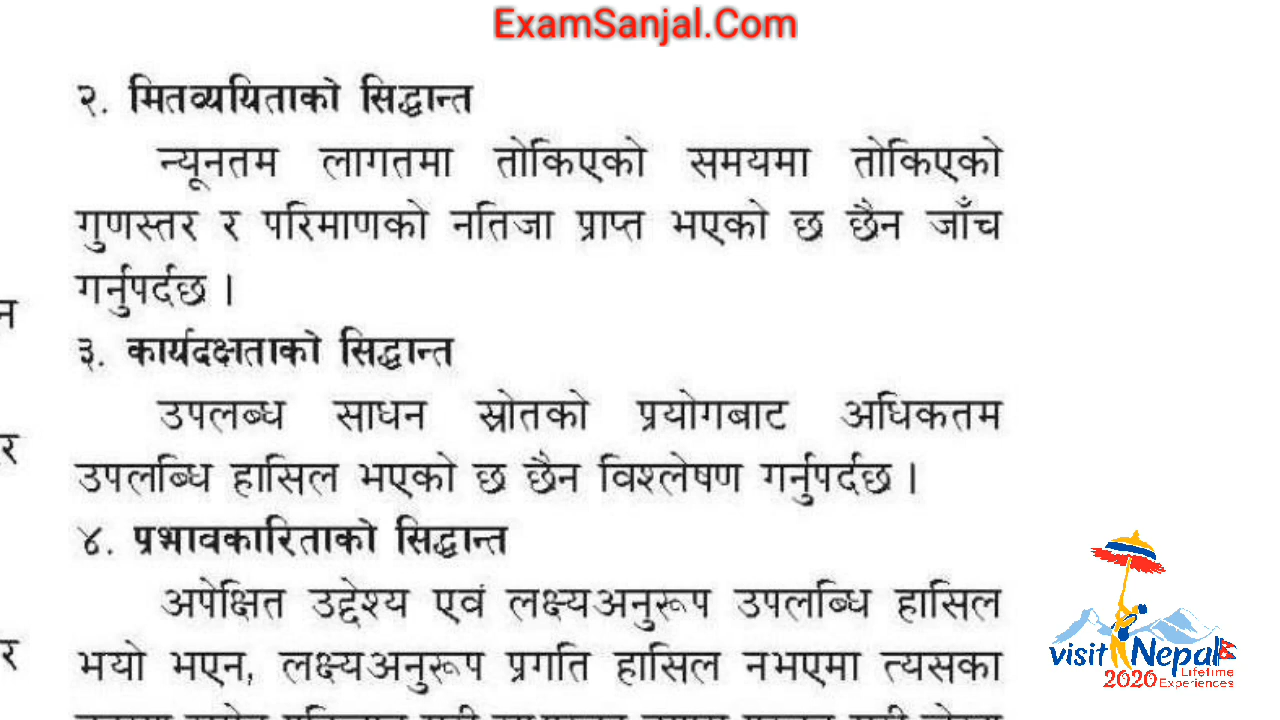 ExamSanjal.Com
२. मितव्ययिताको सिद्धान्त
न्यूनतम लागतमा तोकिएको समयमा तोकिएको
गुणस्तर र परिमाणको नतिजा प्राप्त भएको छ छैन जाँच
गर्नुपर्दछ ।
३. कार्यदक्षताको सिद्धान्त
उपलब्ध साधन स्रोतको प्रयोगबाट अधिकतम
उपलब्धि हासिल भएको छ छैन विश्लेषण गर्नुपर्दछ ।
४. प्रभावकारिताको सिद्धान्त
अपेक्षित उद्देश्य एवं लक्ष्यअनुरूप उपलब्धि हासिल
भयो भएन, लक्ष्यअनुरूप प्रगति हासिल नभएमा त्यसका
न
र
र
visit Nepal
2020 Lifetime Experiences